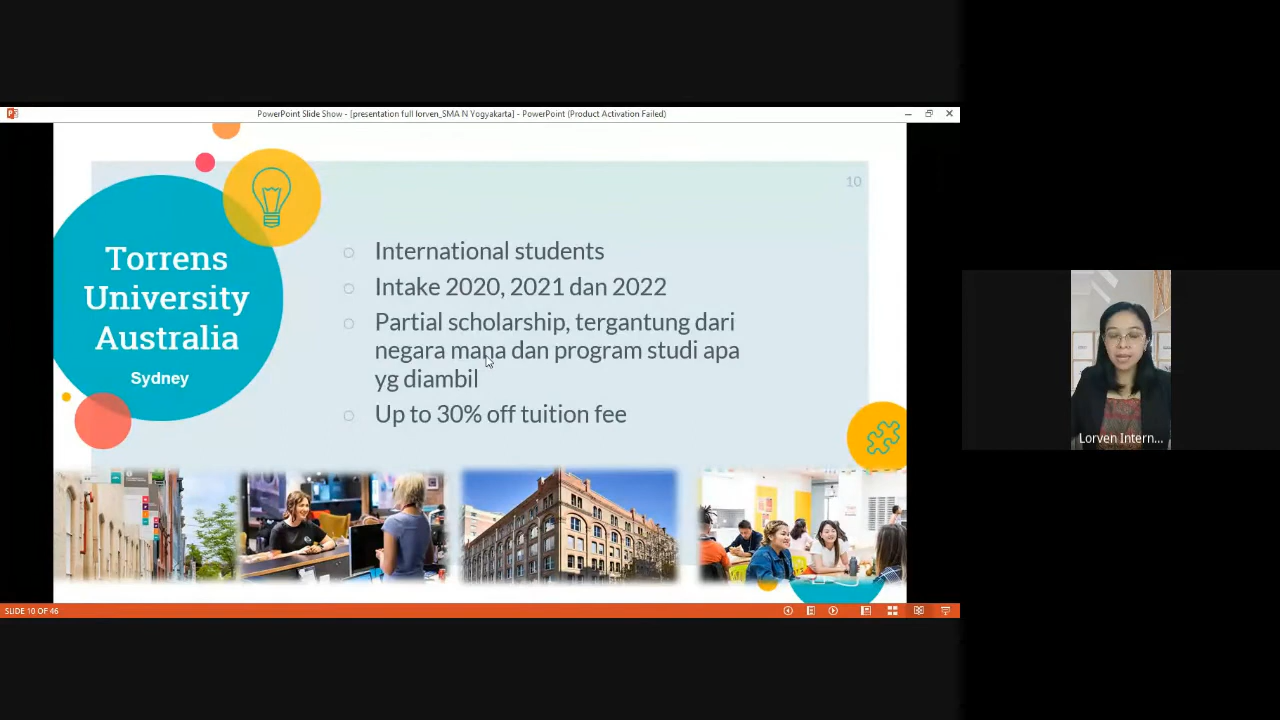 PowerPoint Slide Show - [presentation full lorven_SMA N Yogyakarta] - PowerPoint (Product Activation Failed)
10
Torrens
University
Australia
Sydney
International students
Intake 2020, 2021 dan 2022
Partial scholarship, tergantung dari
negara mana dan program studi apa
yg diambil
Up to 30% off tuition fee
Lorven Intern...
SLIDE 10 OF 46